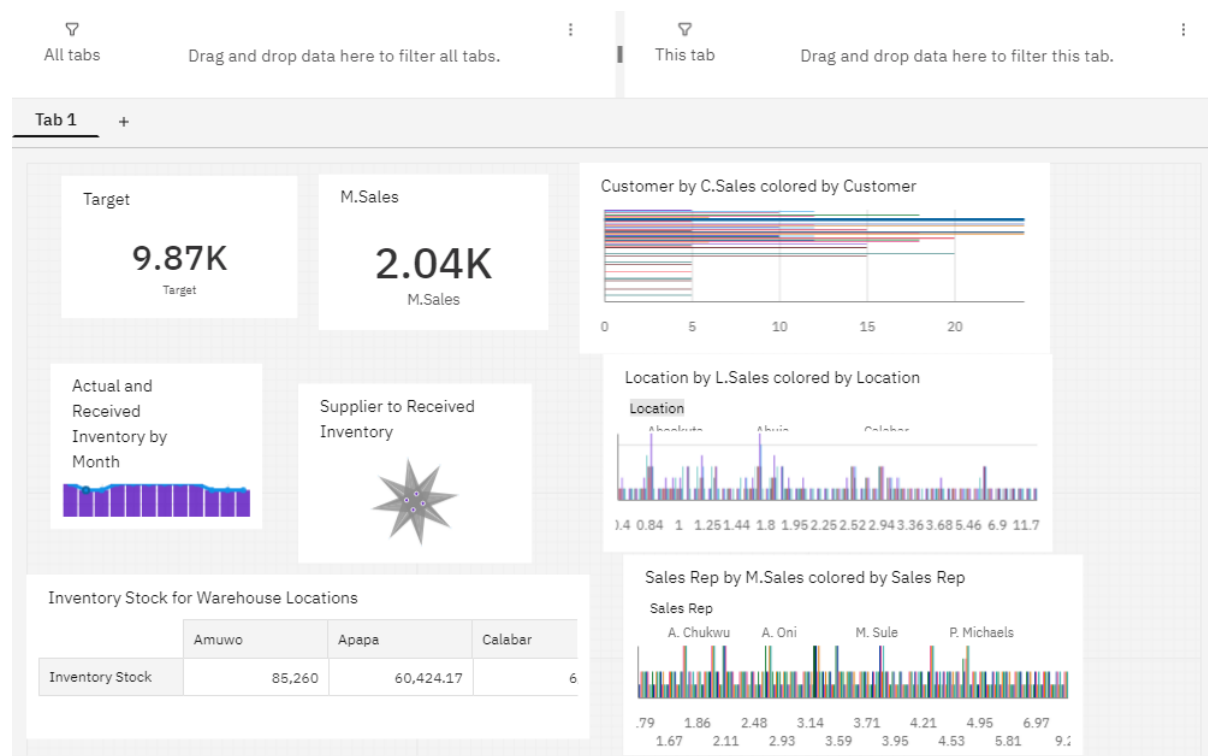 All tabs
Drag and drop data here to filter all tabs.
This tab
Drag and drop data here to filter this tab.
Tab 1
+
Target
9.87K
Target
M.Sales
2.04K
M.Sales
Customer by C.Sales colored by Customer
0 5 10 15 20
Actual and
Received
Inventory by
Month
Supplier to Received
Inventory
Location by L.Sales colored by Location
Location
Abeokuta Abuja Calabar
0.84 1 1.25 1.44 1.8 1.95 2.25 2.52 2.94 3.36 3.68 5.46 6.9 11.7
Inventory Stock for Warehouse Locations
Amuwo Apapa Calabar
Inventory Stock 85,260 60,424.17 6
Sales Rep by M.Sales colored by Sales Rep
Sales Rep
A. Chukwu A. Oni M. Sule P. Michaels
.79 1.86 2.48 3.14 3.71 4.21 4.95 6.97
1.67 2.11 2.93 3.59 3.95 4.53 5.81